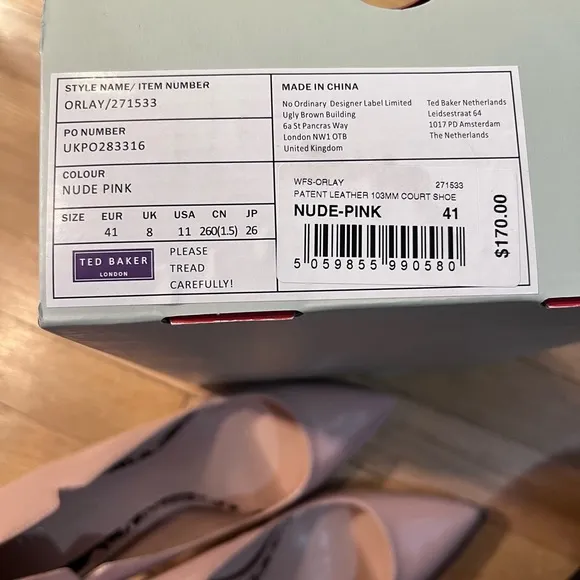 STYLE NAME/ ITEM NUMBER
ORLAY/271533
PO NUMBER
UKPO283316
COLOUR
NUDE PINK
SIZE EUR UK USA CN JP
41 8 11 260(1.5) 26
TED BAKER
LONDON
PLEASE
TREAD
CAREFULLY!
MADE IN CHINA
No Ordinary Designer Label Limited
Ugly Brown Building
6a St Pancras Way
London NW1 OTB
United Kingdom
Ted Baker Netherlands
Leidsestraat 64
1017 PD Amsterdam
The Netherlands
WFS-ORLAY 271533
PATENT LEATHER 103MM COURT SHOE
NUDE-PINK 41
5 059855 990580
$170.00